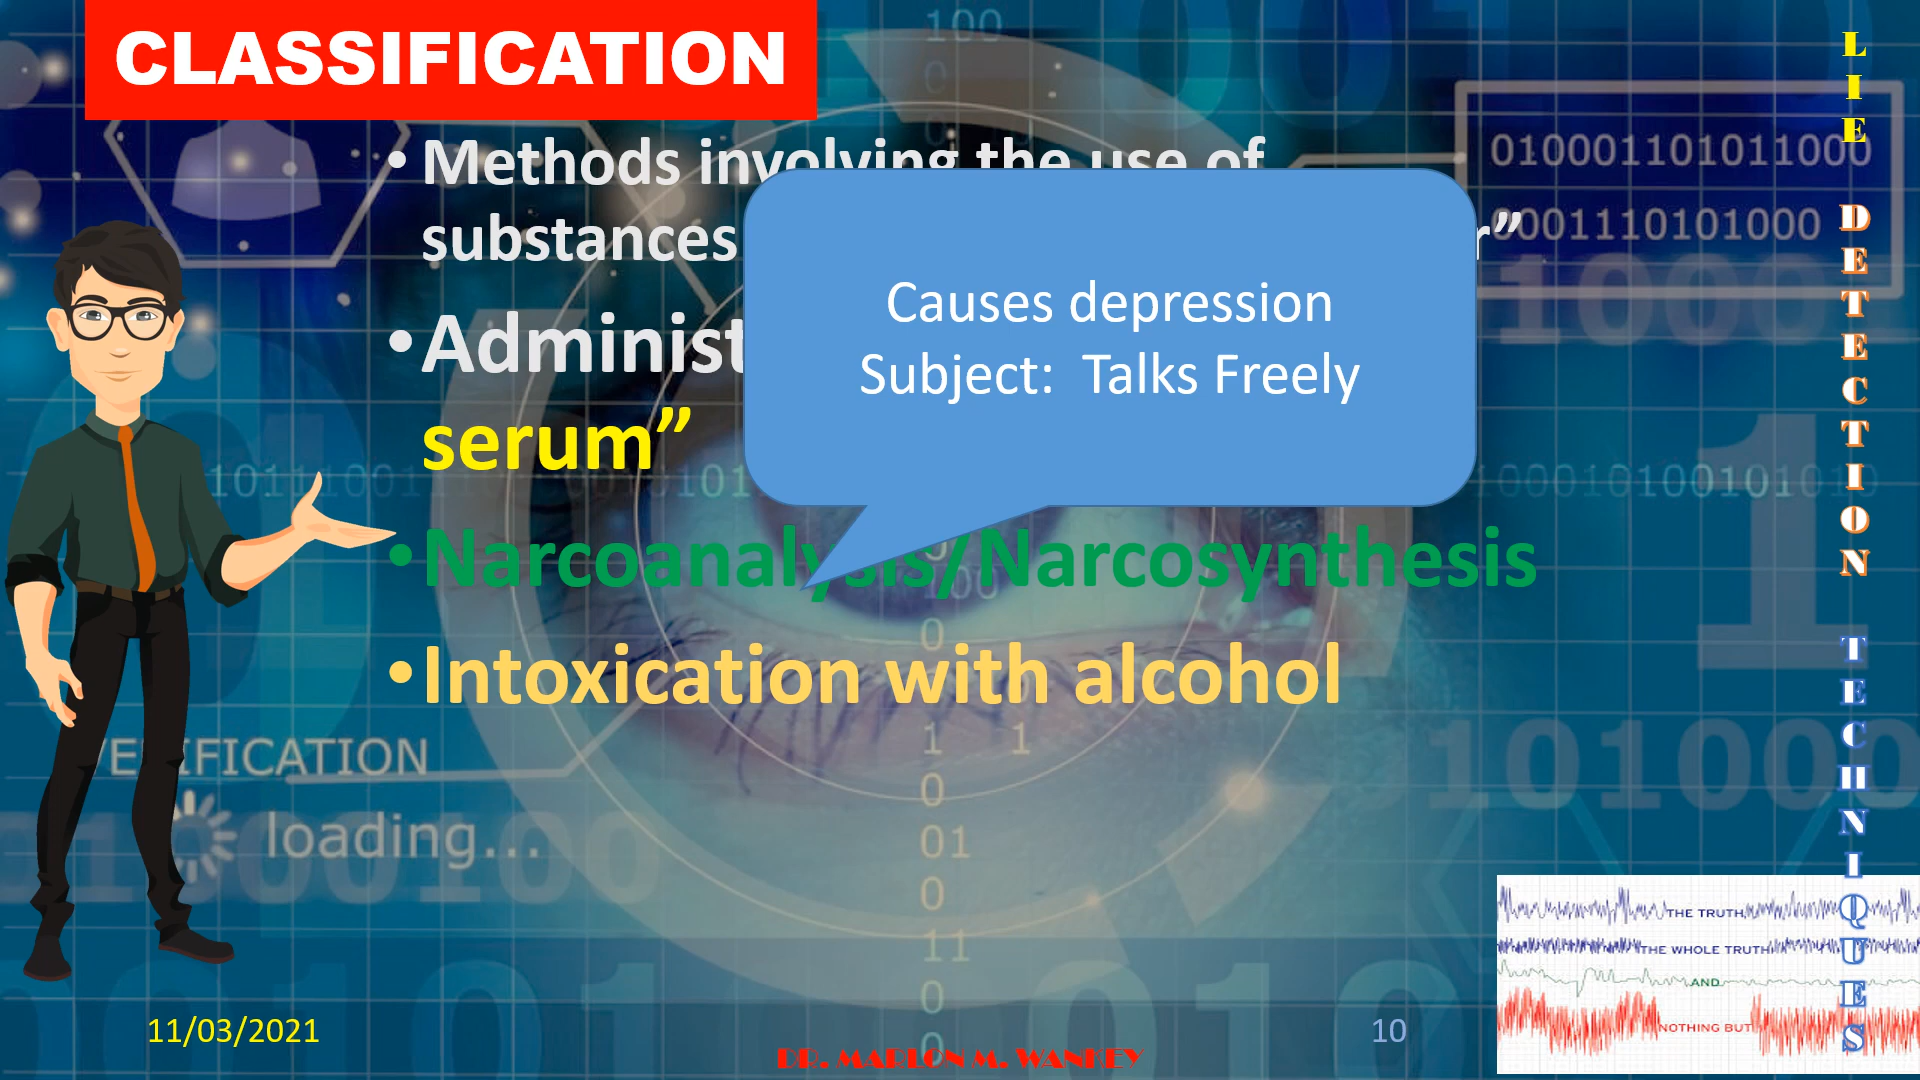 CLASSIFICATION
• Methods involving the use of
substances r”
• Administ
serum”
Causes depression
Subject: Talks Freely
• Narcoanalysis/Narcosynthesis
• Intoxication with alcohol
VERIFICATION
loading...
010001101011000
0001110101000
LIE DETECTION TECHNIQUES
THE TRUTH,
THE WHOLE TRUTH
AND
NOTHING BUT
11/03/2021
DR. MARLON M. WANKEY
10